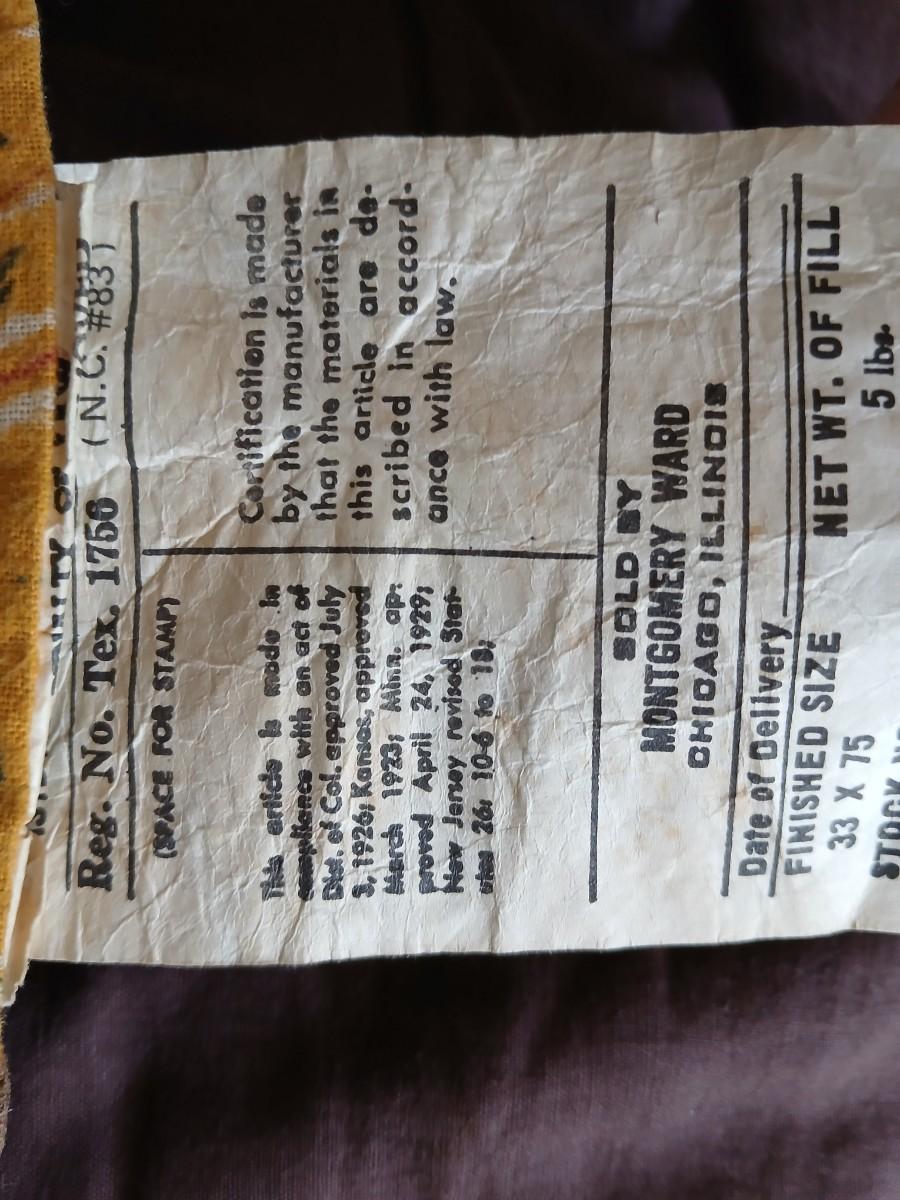 Reg. No. Tex. 1756 (N.C. #83)
(SPACE FOR STAMP)
This article is made in
compliance with an act of
Dist. of Col. approved July
3, 1926; Kansas, approved
March 1923; Minn. ap-
proved April 24, 1929;
New Jersey revised Stat-
utes 26: 10-6 to 18;
Certification is made
by the manufacturer
that the materials in
this article are de-
scribed in accord-
ance with law.
SOLD BY
MONTGOMERY WARD
CHICAGO, ILLINOIS
Date of Delivery
FINISHED SIZE NET WT. OF FILL
33 X 75 5 lbs.
STOCK